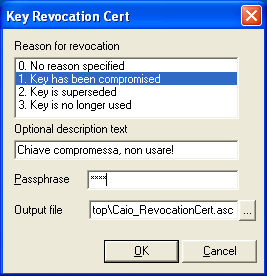 Key Revocation Cert
Reason for revocation
0. No reason specified
1. Key has been compromised
2. Key is superseded
3. Key is no longer used
Optional description text
Chiave compromessa, non usare!
Passphrase
****
Output file
top\Caio_RevocationCert.asc
...
OK
Cancel